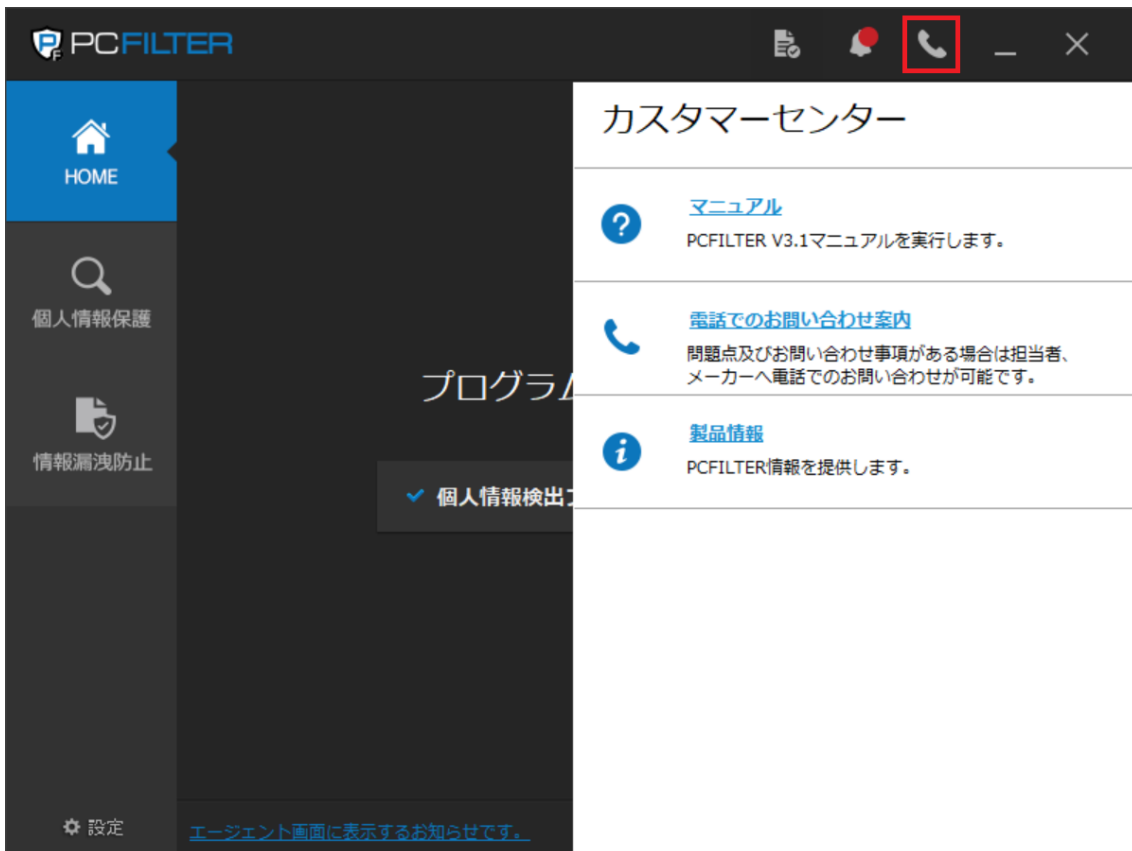 PCFILTER
カスタマーセンター
HOME
マニュアル
PCFILTER V3.1マニュアルを実行します。
個人情報保護
電話でのお問い合わせ案内
問題点及びお問い合わせ事項がある場合は担当者、
メーカーへ電話でのお問い合わせが可能です。
プログラム
情報漏洩防止
製品情報
PCFILTER情報を提供します。
個人情報検出
設定
エージェント画面に表示するお知らせです。